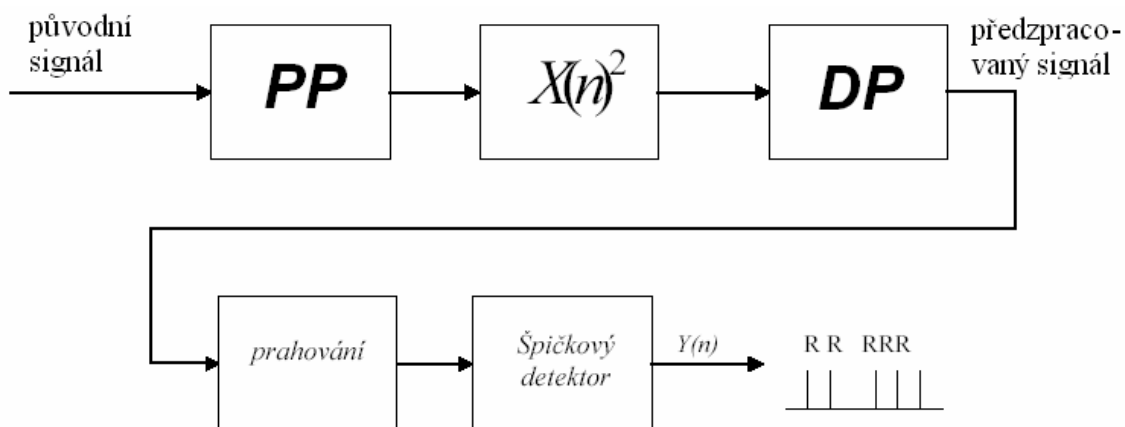 původní
signál
PP
X(n)²
DP
předzpraco-
vaný signál
prahování
Špičkový
detektor
Y(n)
R R RRR